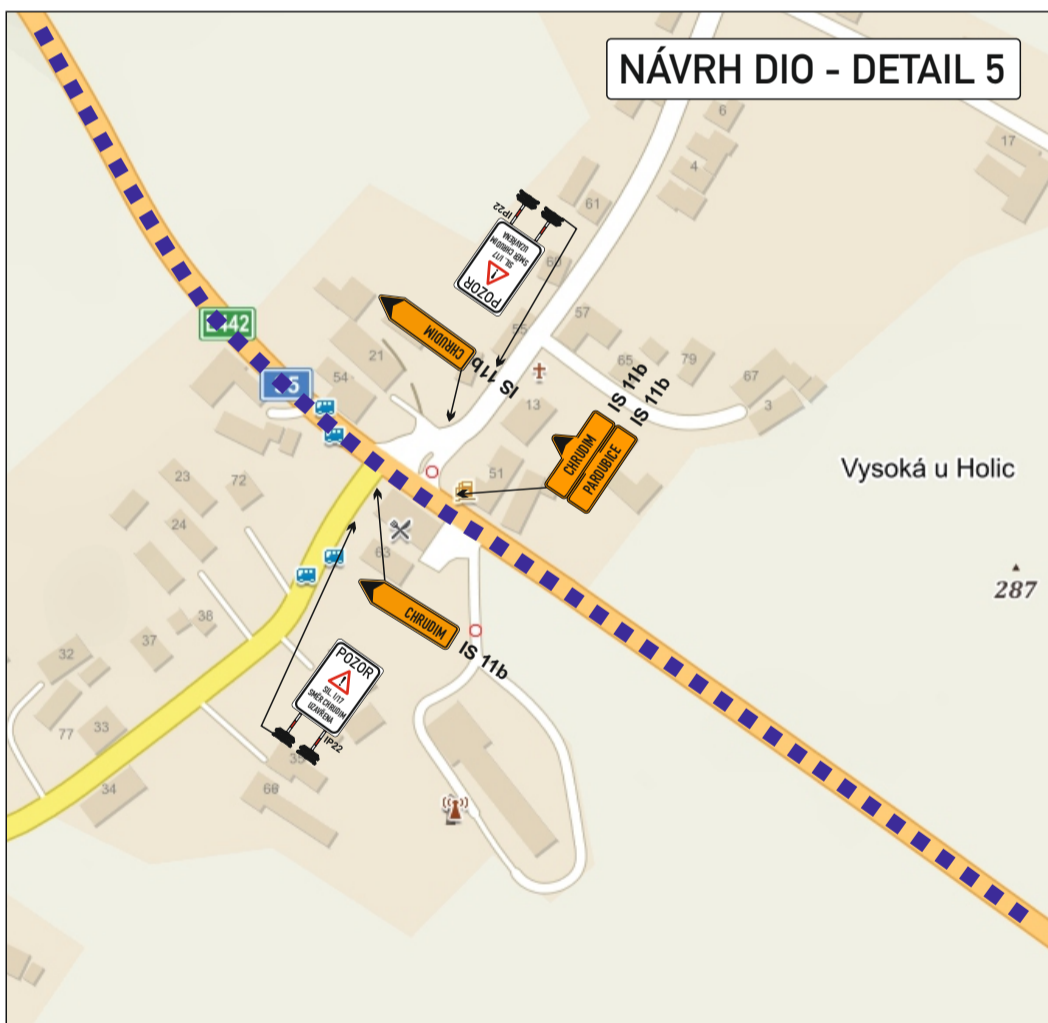 NÁVRH DIO - DETAIL 5
6
4
17
61
IP22
POZOR
SIL. I/17
SMĚR CHRUDIM
UZAVŘENA
57
55
E442
CHRUDIM
IS 11b
21
54
65
79
67
3
13
IS 11b
IS 11b
CHRUDIM
PARDUBICE
51
Vysoká u Holic
23
72
24
63
287
38
37
CHRUDIM
IS 11b
32
POZOR
SIL. I/17
SMĚR CHRUDIM
UZAVŘENA
IP22
77
33
34
35
66